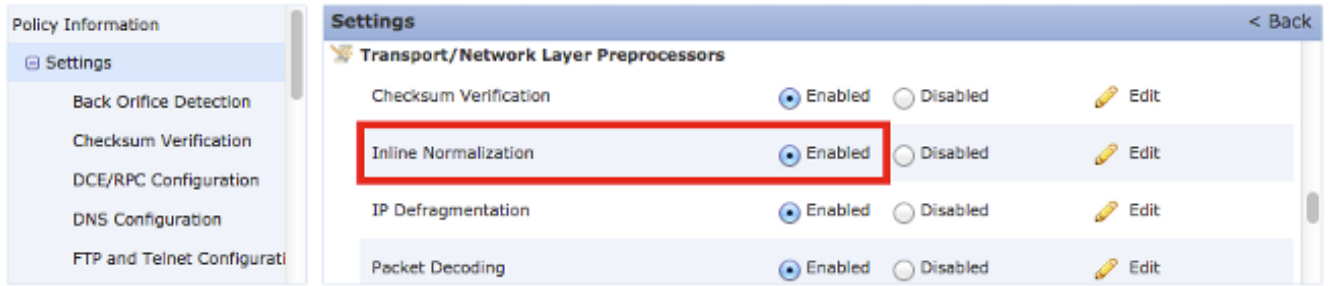 Policy Information
Settings
Back Orifice Detection
Checksum Verification
DCE/RPC Configuration
DNS Configuration
FTP and Telnet Configurati
Settings < Back
Transport/Network Layer Preprocessors
Checksum Verification Enabled Disabled Edit
Inline Normalization Enabled Disabled Edit
IP Defragmentation Enabled Disabled Edit
Packet Decoding Enabled Disabled Edit